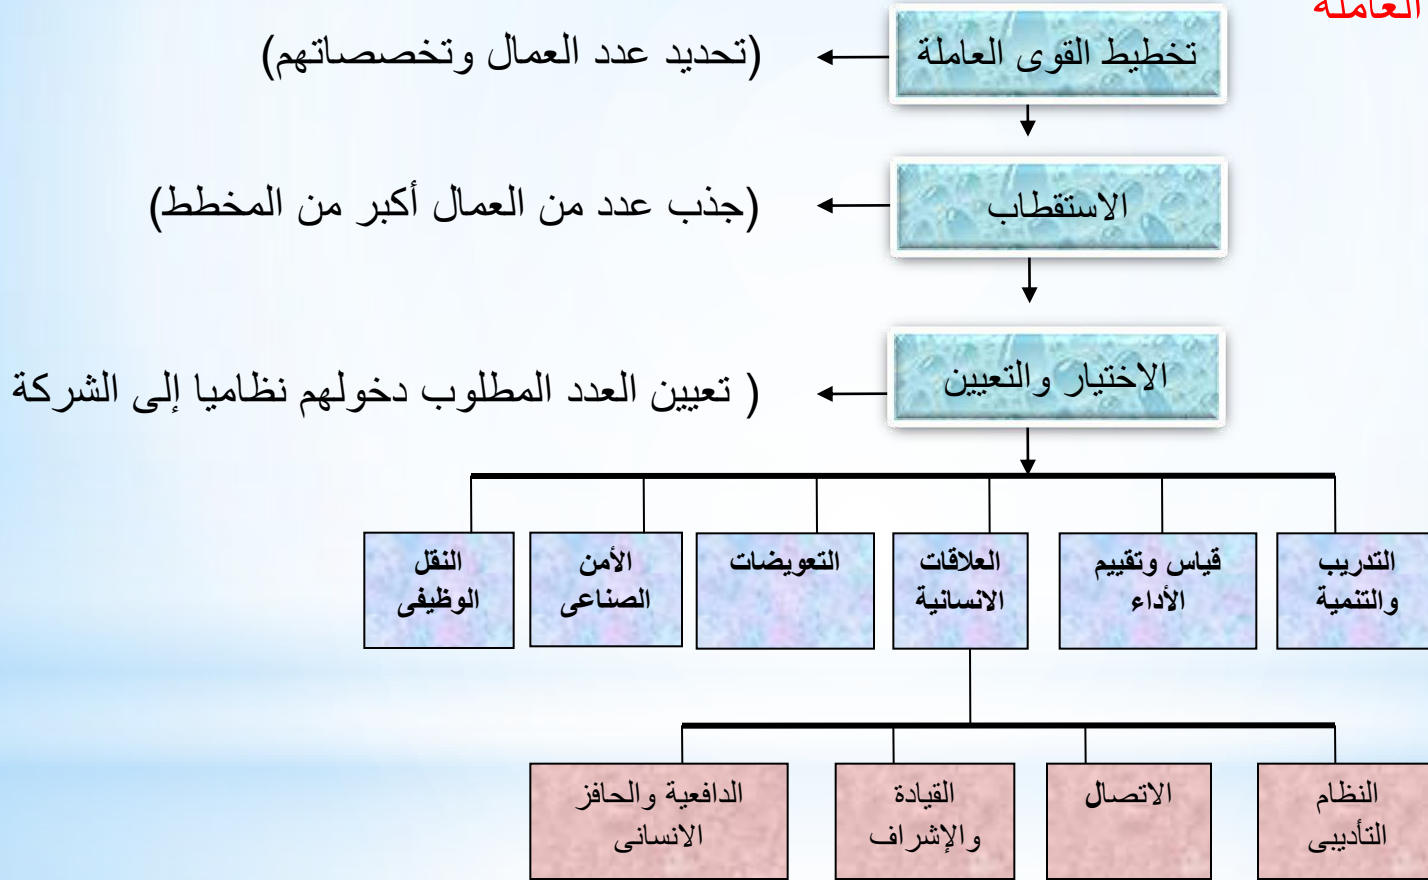 العاملة
تخطيط القوى العاملة
(تحديد عدد العمال وتخصصاتهم)
الاستقطاب
(جذب عدد من العمال أكبر من المخطط)
الاختيار والتعيين
( تعيين العدد المطلوب دخولهم نظاميا إلى الشركة
التدريب
والتنمية
قياس وتقييم
الأداء
العلاقات
الانسانية
التعويضات
الأمن
الصناعى
النقل
الوظيفى
النظام
التأديبى
الاتصال
القيادة
والإشراف
الدافعية والحافز
الانسانى